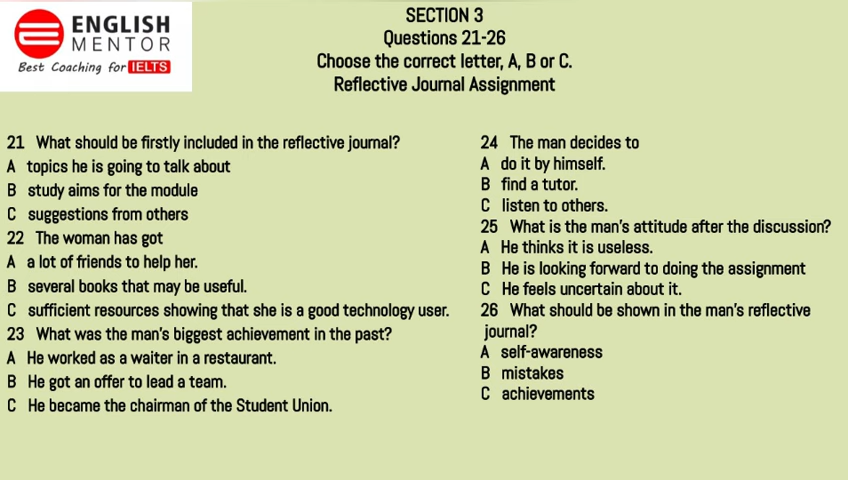 ENGLISH
MENTOR
Best Coaching for IELTS
SECTION 3
Questions 21-26
Choose the correct letter, A, B or C.
Reflective Journal Assignment
21 What should be firstly included in the reflective journal?
A topics he is going to talk about
B study aims for the module
C suggestions from others
22 The woman has got
A a lot of friends to help her.
B several books that may be useful.
C sufficient resources showing that she is a good technology user.
23 What was the man's biggest achievement in the past?
A He worked as a waiter in a restaurant.
B He got an offer to lead a team.
C He became the chairman of the Student Union.
24 The man decides to
A do it by himself.
B find a tutor.
C listen to others.
25 What is the man's attitude after the discussion?
A He thinks it is useless.
B He is looking forward to doing the assignment
C He feels uncertain about it.
26 What should be shown in the man's reflective
journal?
A self-awareness
B mistakes
C achievements